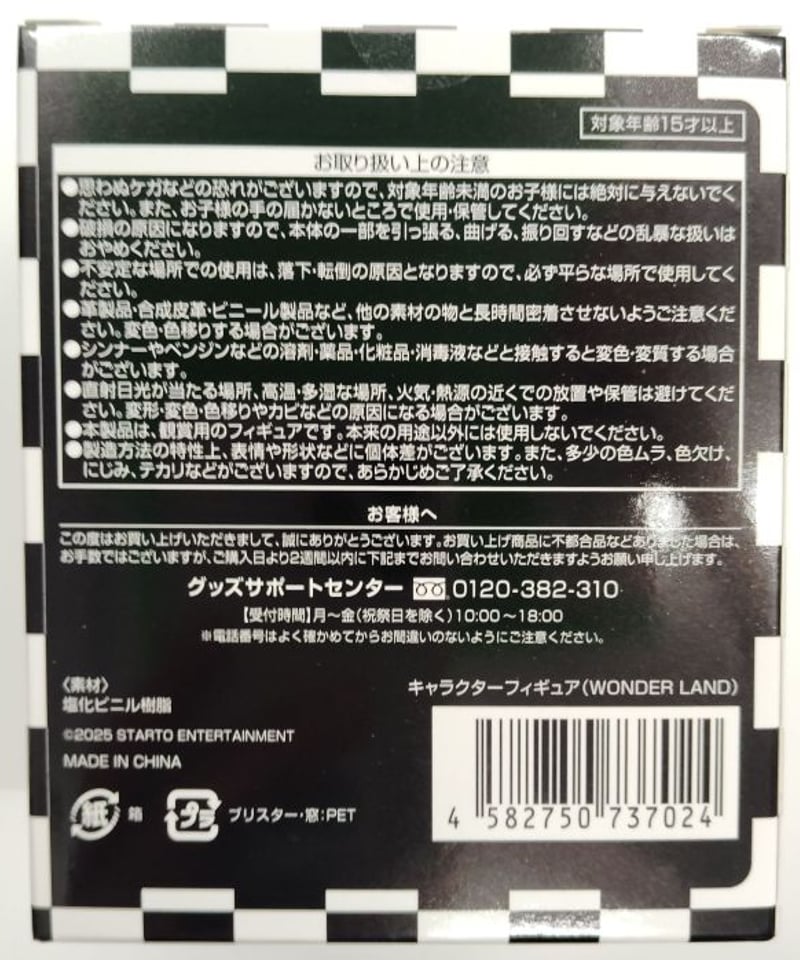 対象年齢15才以上
お取り扱い上の注意
●思わぬケガなどの恐れがございますので、対象年齢未満のお子様には絶対に与えないでく
ださい。また、お子様の手の届かないところで使用・保管してください。
●破損の原因になりますので、本体の一部を引っ張る、曲げる、振り回すなどの乱暴な扱いは
おやめください。
●不安定な場所での使用は、落下・転倒の原因となりますので、必ず平らな場所で使用してく
ださい。
●革製品・合成皮革・ビニール製品など、他の素材の物と長時間密着させないようご注意くだ
さい。変色・色移りする場合がございます。
●シンナーやベンジンなどの溶剤・薬品・化粧品・消毒液などと接触すると変色・変質する場合
がございます。
●直射日光が当たる場所、高温・多湿な場所、火気・熱源の近くでの放置や保管は避けてくだ
さい。変形・変色・色移りやカビなどの原因になる場合がございます。
●本製品は、観賞用のフィギュアです。本来の用途以外には使用しないでください。
●製造方法の特性上、表情や形状などに個体差がございます。また、多少の色ムラ、色欠け、
にじみ、テカリなどがございますので、あらかじめご了承ください。
お客様へ
この度はお買い上げいただきまして、誠にありがとうございます。お買い上げ商品に不都合品などありました場合は、
お手数ではございますが、ご購入日より2週間以内に下記までお問い合わせいただきますようお願い申し上げます。
グッズサポートセンター 0120-382-310
【受付時間】月～金(祝祭日を除く)10:00～18:00
※電話番号はよく確かめてからお間違いのないようにご注意ください。
〈素材〉
塩化ビニル樹脂
©2025 STARTO ENTERTAINMENT
MADE IN CHINA
紙 箱 プラ ブリスター・窓:PET
キャラクターフィギュア(WONDER LAND)
4 582750 737024